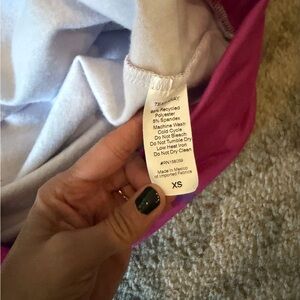 Recycled
Polyester
Spandex
Machine Wash
Cold Cycle
Do Not Bleach
Do Not Tumble Dry
Low Heat Iron
Do Not Dry Clean
Made in Mexico
of Imported Fabrics
XS